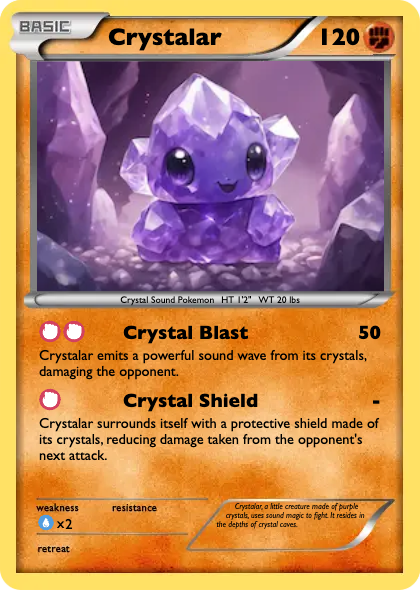 BASIC
Crystalar 120
Crystal Sound Pokemon HT 1'2" WT 20 lbs
Crystal Blast 50
Crystalar emits a powerful sound wave from its crystals,
damaging the opponent.
Crystal Shield -
Crystalar surrounds itself with a protective shield made of
its crystals, reducing damage taken from the opponent's
next attack.
weakness resistance
x2
retreat
Crystalar, a little creature made of purple
crystals, uses sound magic to fight. It resides in
the depths of crystal caves.